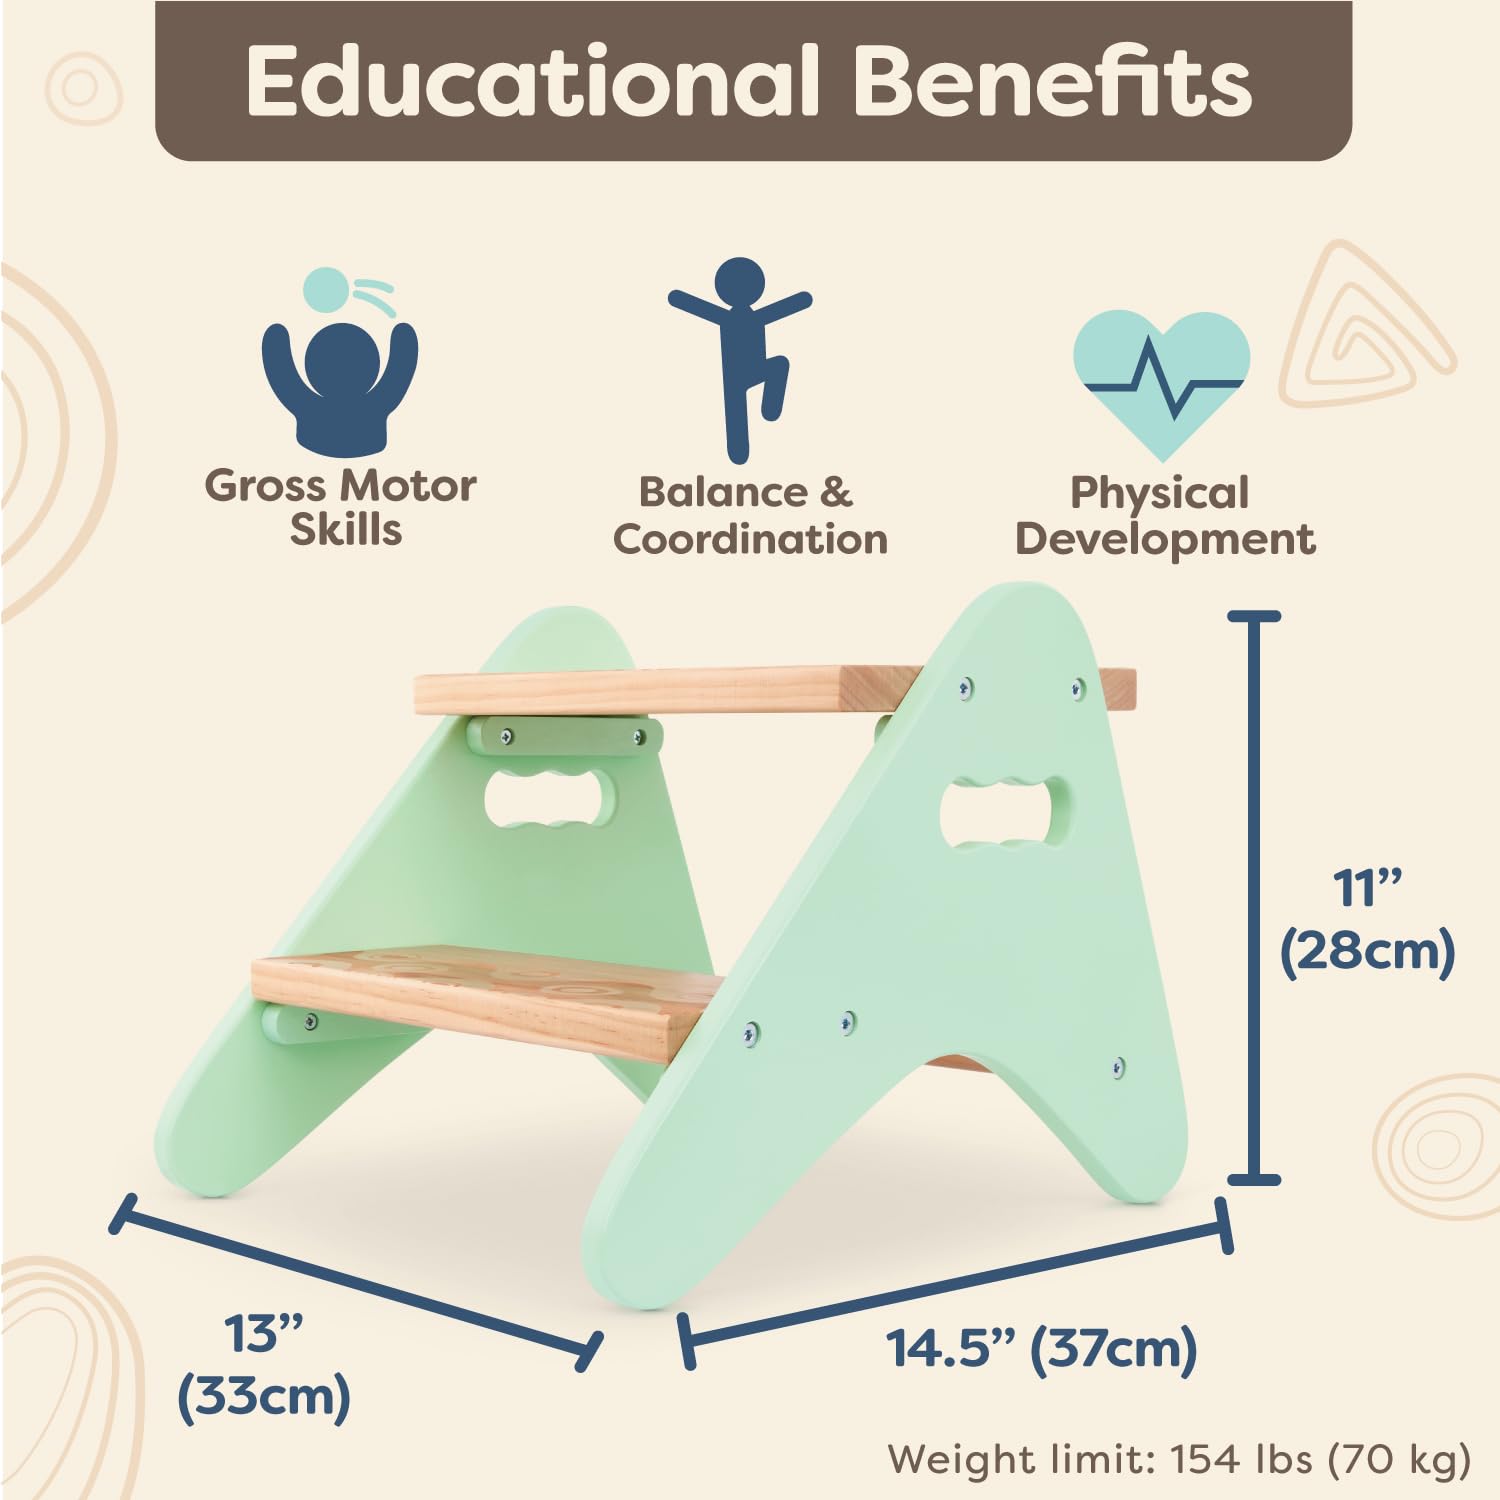 Educational Benefits
Gross Motor
Skills
Balance &
Coordination
Physical
Development
11”
(28cm)
13”
(33cm)
14.5” (37cm)
Weight limit: 154 lbs (70 kg)